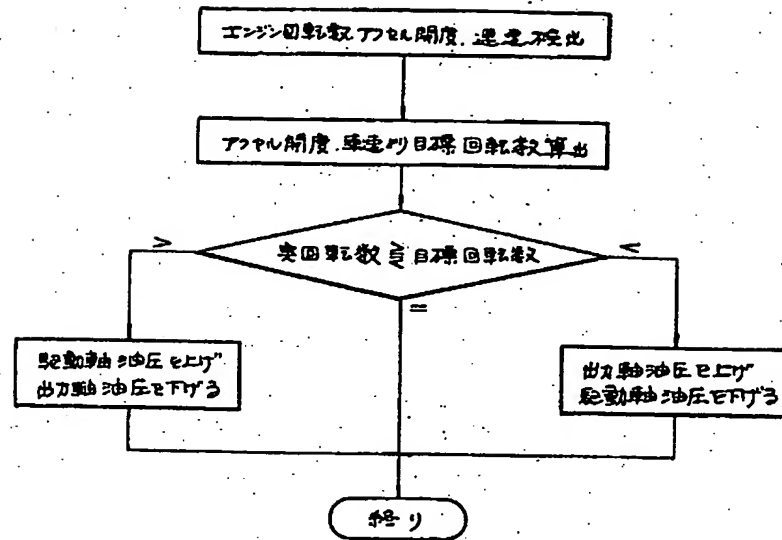 エンジン回転数アクセル開度.速度検出
アクセル開度.車速より目標回転数算出
実回転数≧目標回転数
>
<
=
駆動軸油圧を上げ
出力軸油圧を下げる
出力軸油圧を上げ
駆動軸油圧を下げる
終り